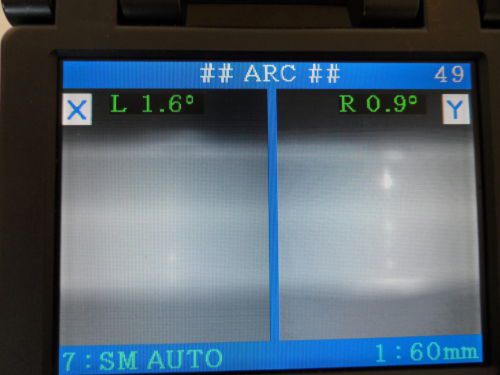 ## ARC ## 49
X L 1.6° R 0.9° Y
7:SM AUTO 1:60mm